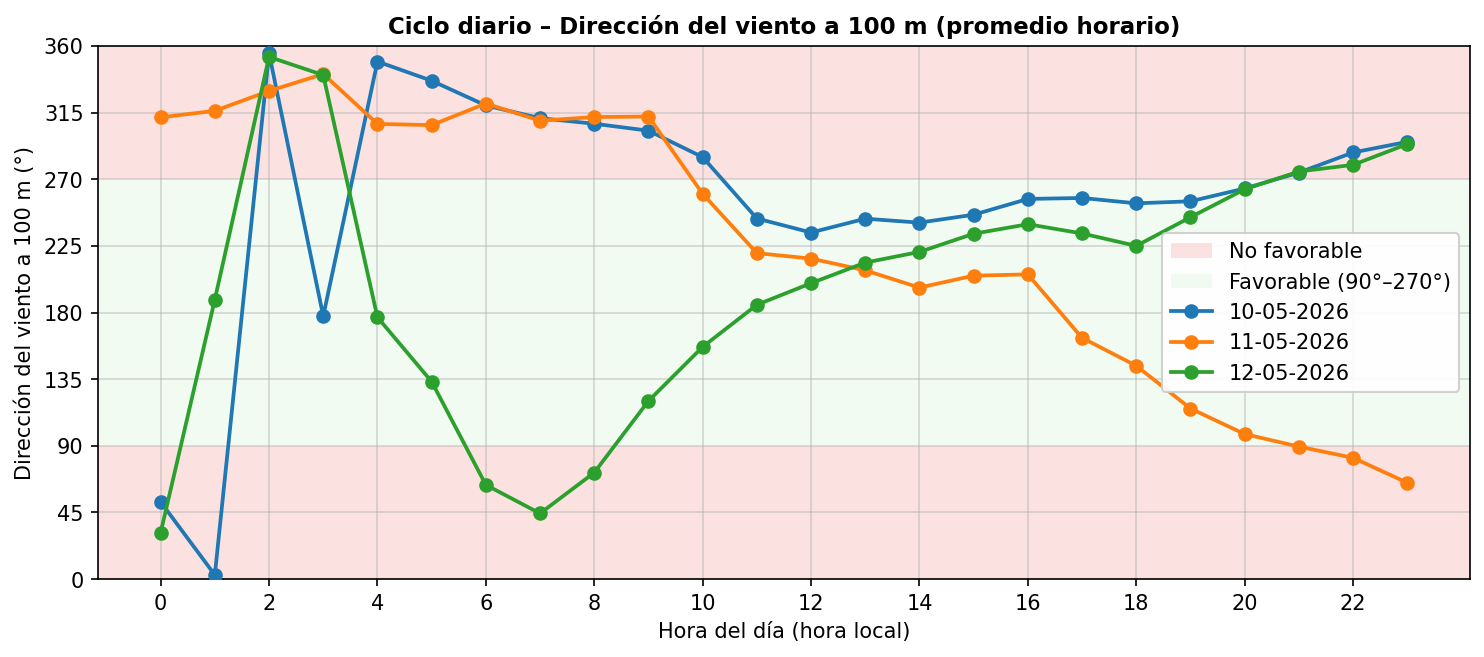 Ciclo diario – Dirección del viento a 100 m (promedio horario)
Dirección del viento a 100 m (°)
360
315
270
225
180
135
90
45
0
No favorable
Favorable (90°–270°)
10-05-2026
11-05-2026
12-05-2026
0 2 4 6 8 10 12 14 16 18 20 22
Hora del día (hora local)